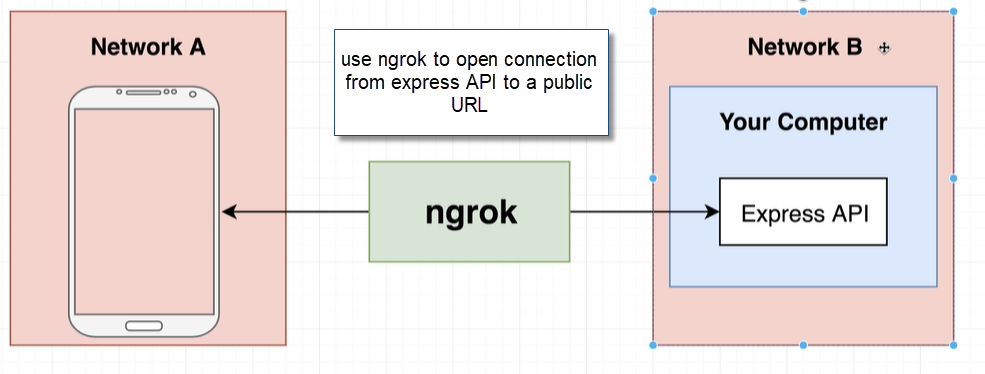 Network A
use ngrok to open connection
from express API to a public
URL
Network B
Your Computer
ngrok
Express API